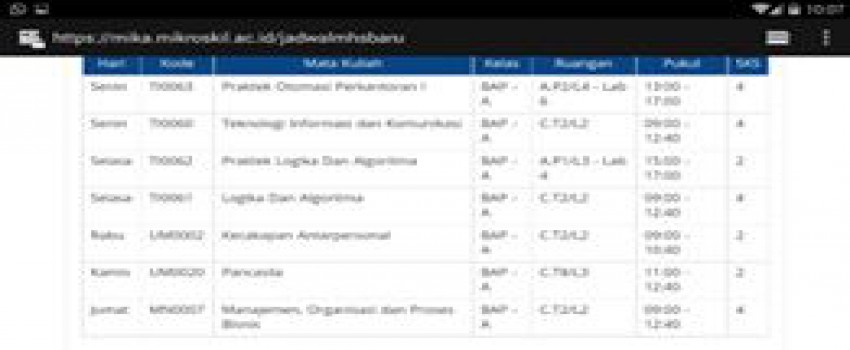 10:07
https://mika.mikroskil.ac.id/jadwalmhsbaru
Hari Kode Mata Kuliah Kelas Ruangan Pukul SKS
Senin TI0063 Praktek Otomasi Perkantoran I BAP - A A.P2/L4 - Lab 6 13:00 - 17:00 4
Senin TI0060 Teknologi Informasi dan Komunikasi BAP - A C.T2/L2 09:00 - 12:40 4
Selasa TI0062 Praktek Logika Dan Algoritma BAP - A A.P1/L3 - Lab 4 15:00 - 17:00 2
Selasa TI0061 Logika Dan Algoritma BAP - A C.T2/L2 09:00 - 12:40 4
Rabu UM0002 Kecakapan Antarpersonal BAP - A C.T2/L2 09:00 - 10:40 2
Kamis UM0020 Pancasila BAP - A C.T8/L3 11:00 - 12:40 2
Jumat MN0007 Manajemen, Organisasi dan Proses Bisnis BAP - A C.T2/L2 09:00 - 12:40 4